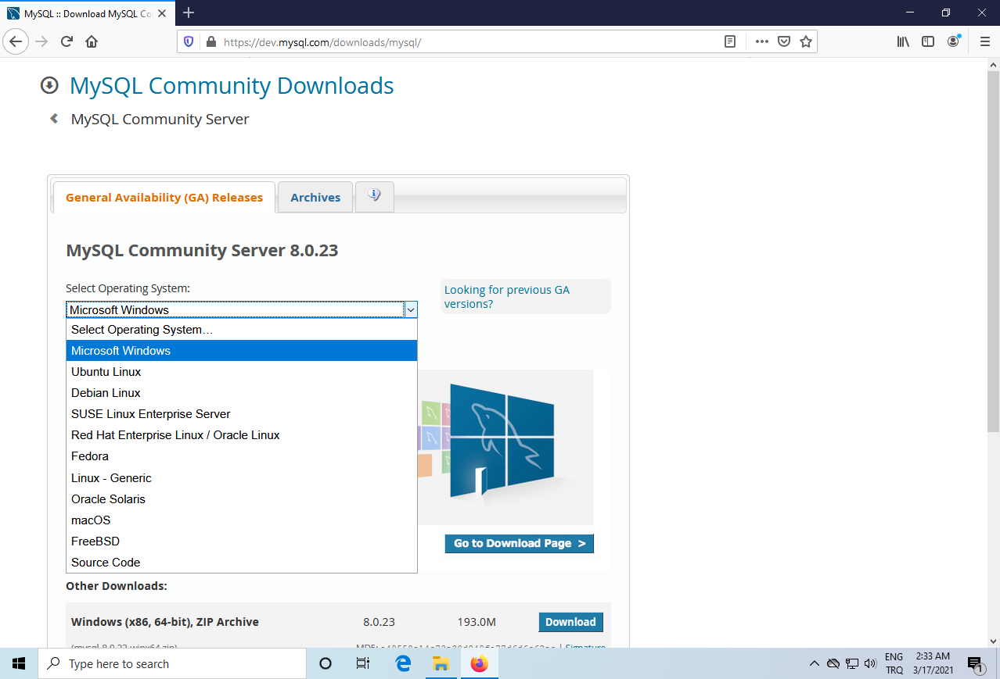 MySQL :: Download MySQL Co
https://dev.mysql.com/downloads/mysql/
MySQL Community Downloads
MySQL Community Server
General Availability (GA) Releases
Archives
MySQL Community Server 8.0.23
Select Operating System:
Looking for previous GA
versions?
Microsoft Windows
Select Operating System...
Microsoft Windows
Ubuntu Linux
Debian Linux
SUSE Linux Enterprise Server
Red Hat Enterprise Linux / Oracle Linux
Fedora
Linux - Generic
Oracle Solaris
macOS
FreeBSD
Source Code
Go to Download Page >
Other Downloads:
Windows (x86, 64-bit), ZIP Archive 8.0.23 193.0M Download
(mysql-8.0.23-winx64.zip) MD5: | Signature
Type here to search
ENG 2:33 AM
TRQ 3/17/2021
1